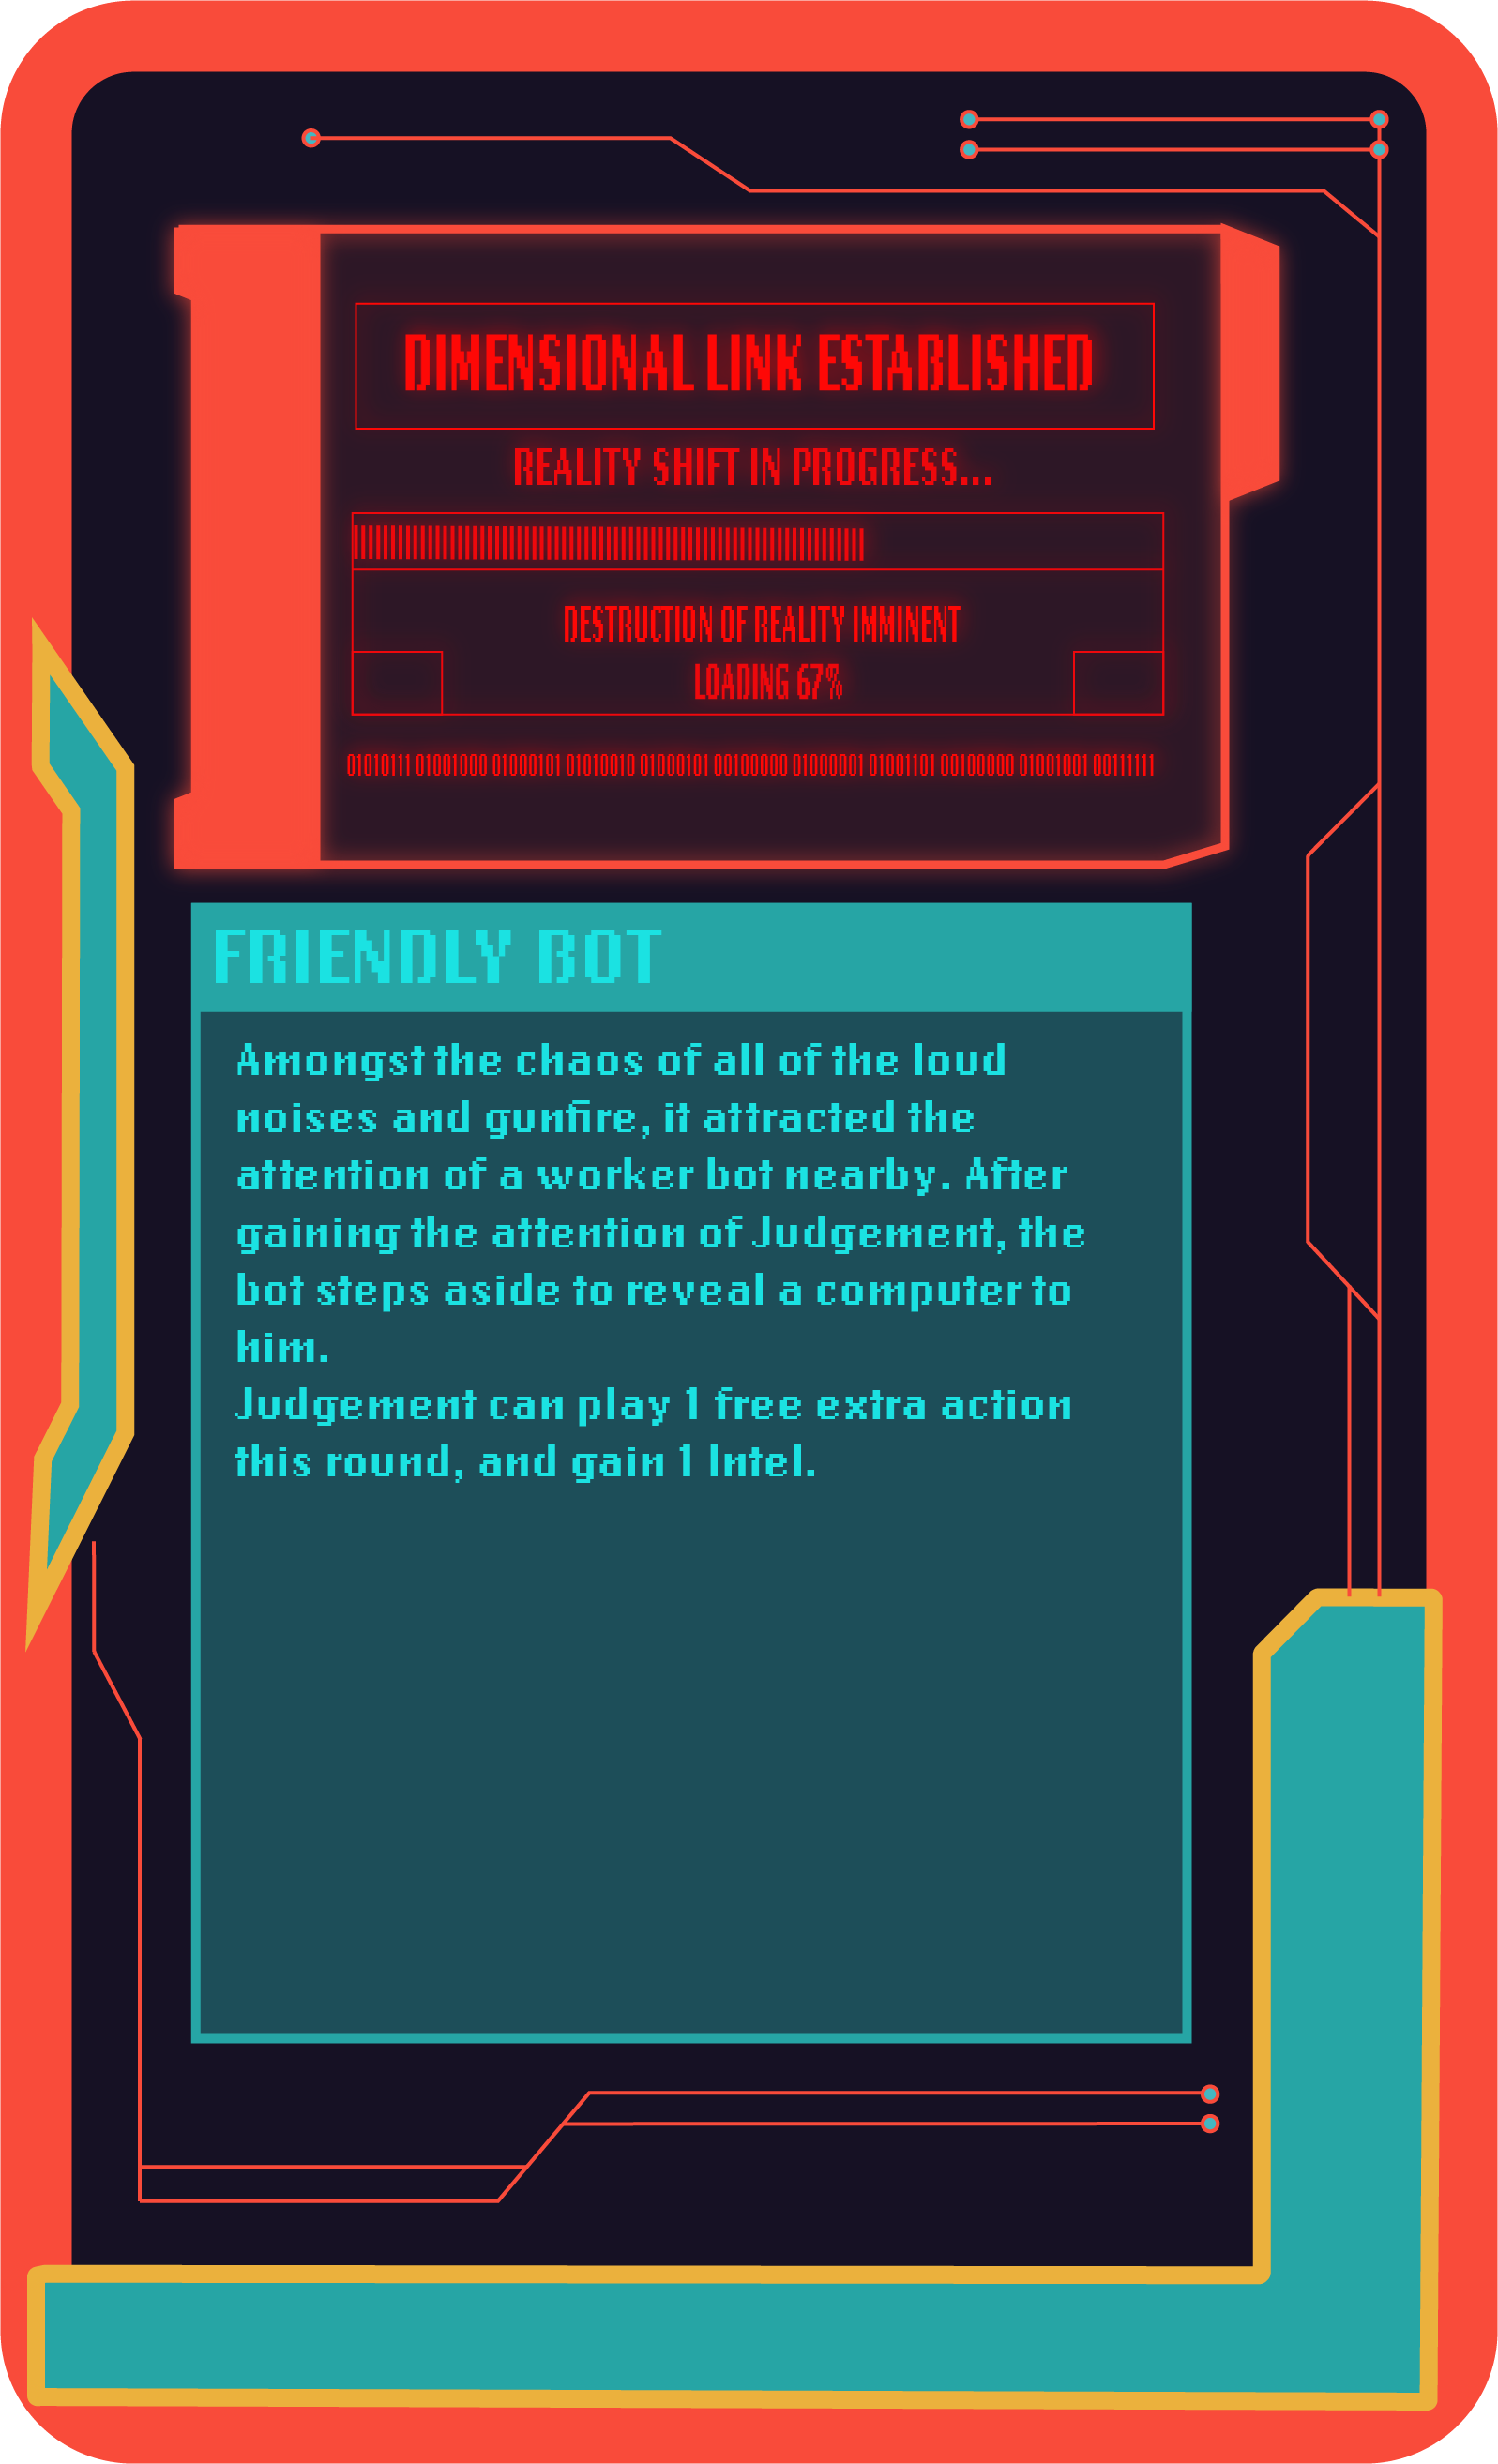 DIMENSIONAL LINK ESTABLISHED
REALITY SHIFT IN PROGRESS...
DESTRUCTION OF REALITY IMMINENT
LOADING 67%
01010111 01001000 01000101 01010010 01000101 00100000 01000001 01001101 00100000 01001001 00111111
FRIENDLY BOT
Amongst the chaos of all of the loud
noises and gunfire, it attracted the
attention of a worker bot nearby. After
gaining the attention of Judgement, the
bot steps aside to reveal a computer to
him.
Judgement can play 1 free extra action
this round, and gain 1 Intel.